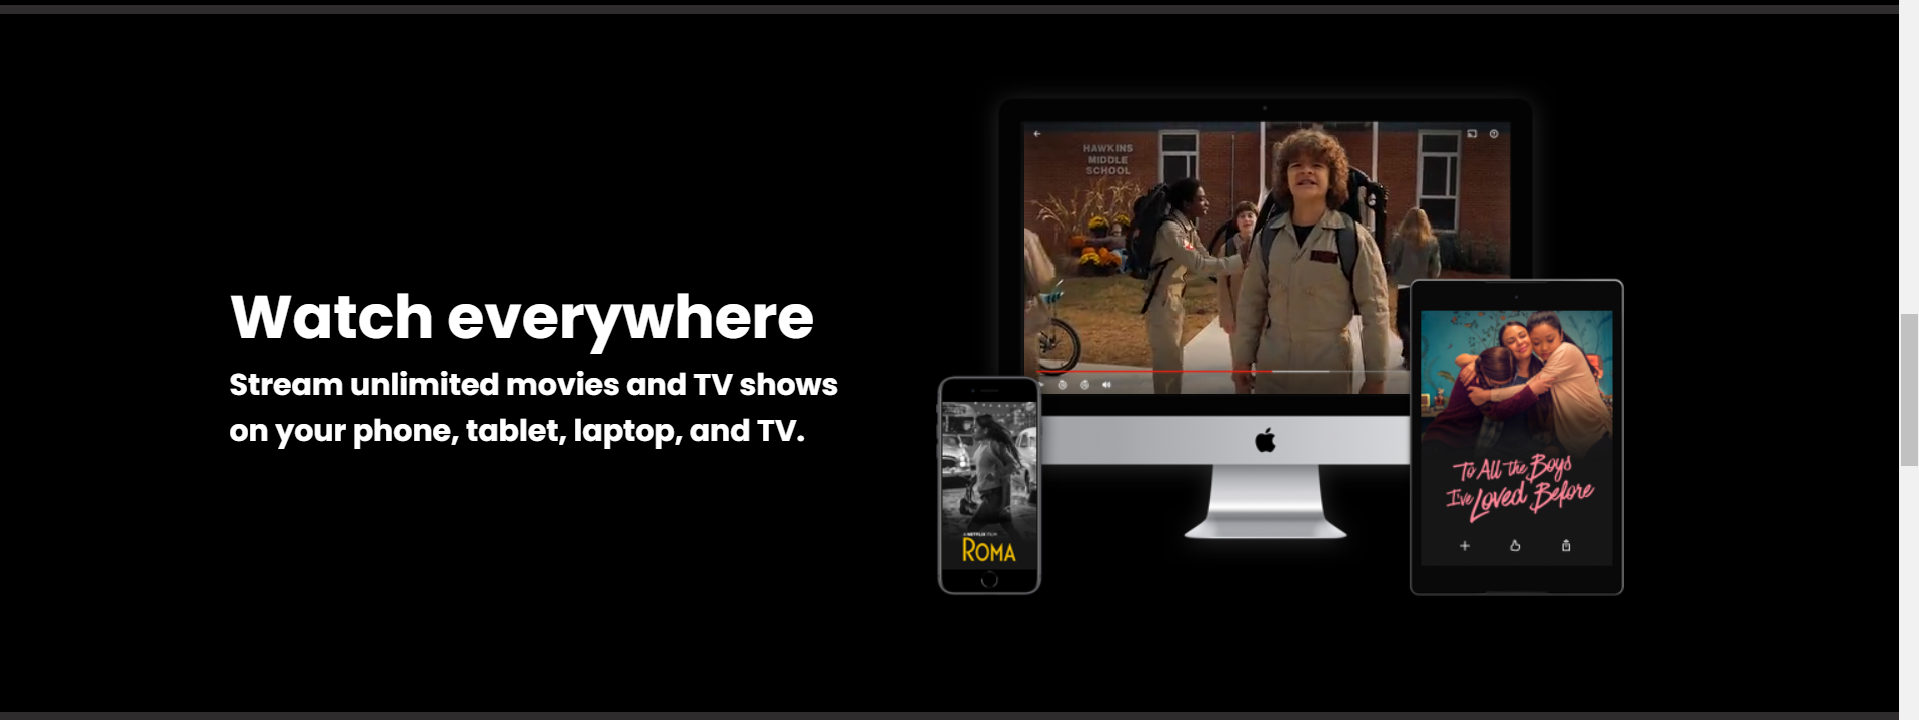 Watch everywhere
Stream unlimited movies and TV shows
on your phone, tablet, laptop, and TV.
HAWKINS
MIDDLE
SCHOOL
A NETFLIX FILM
ROMA
To All the Boys
I've Loved Before